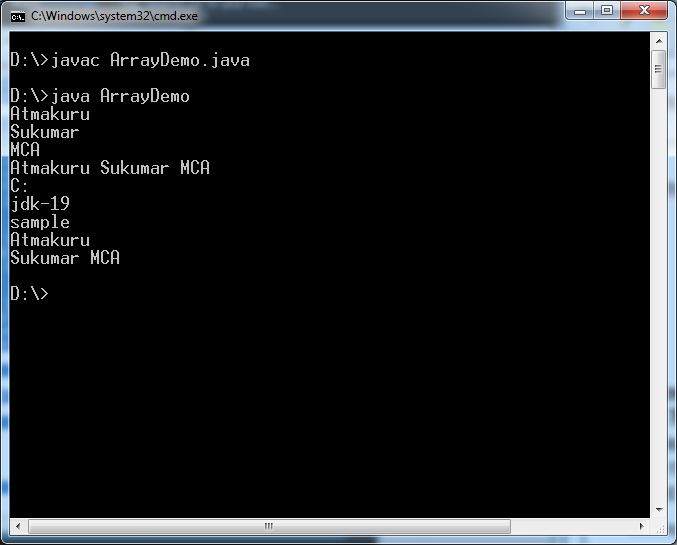 C:\Windows\system32\cmd.exe
D:\>javac ArrayDemo.java
D:\>java ArrayDemo
Atmakuru
Sukumar
MCA
Atmakuru Sukumar MCA
C:
jdk-19
sample
Atmakuru
Sukumar MCA
D:\>